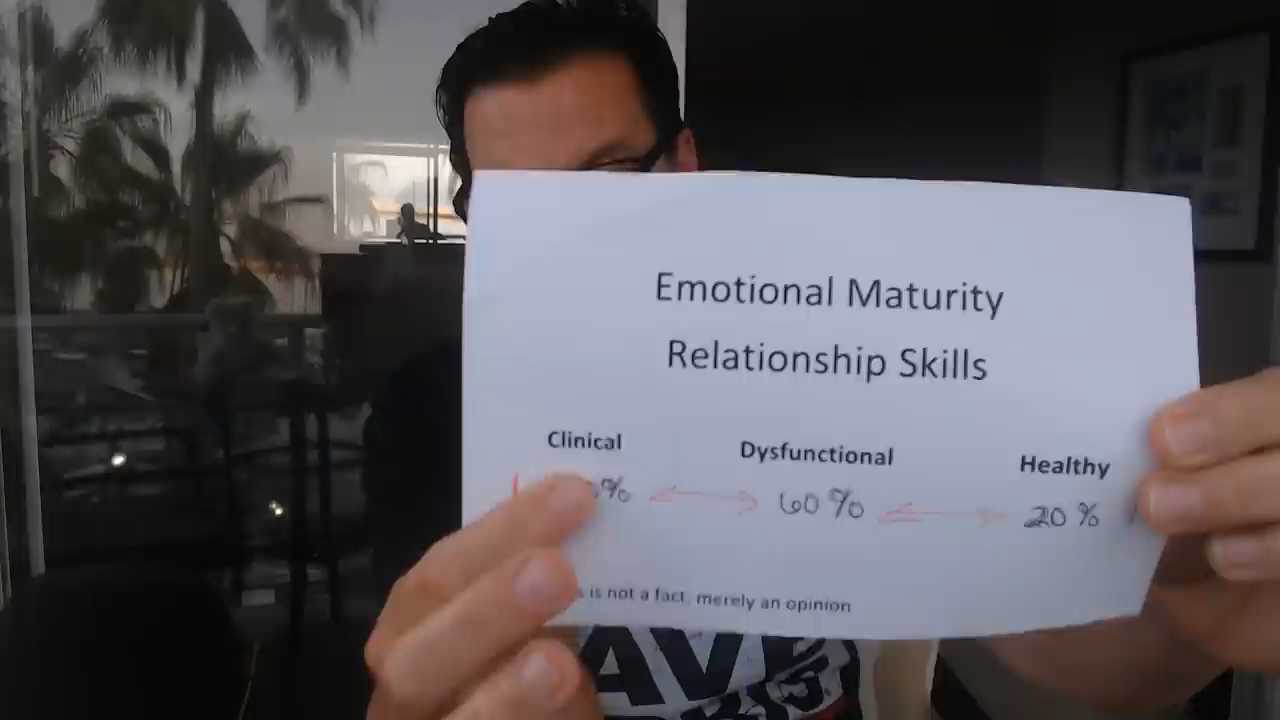 Emotional Maturity
Relationship Skills
Clinical Dysfunctional Healthy
60% 20%
is not a fact, merely an opinion